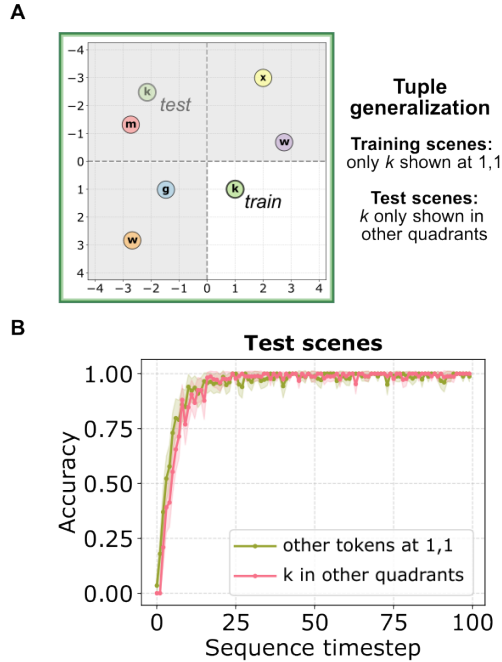 A
−4
−3
−2
−1
0
1
2
3
4
−4 −3 −2 −1 0 1 2 3 4
k
test
x
m
w
g
k
train
w
Tuple
generalization
Training scenes:
only k shown at 1,1
Test scenes:
k only shown in
other quadrants
B
Test scenes
Accuracy
1.00
0.75
0.50
0.25
0.00
other tokens at 1,1
k in other quadrants
0 25 50 75 100
Sequence timestep